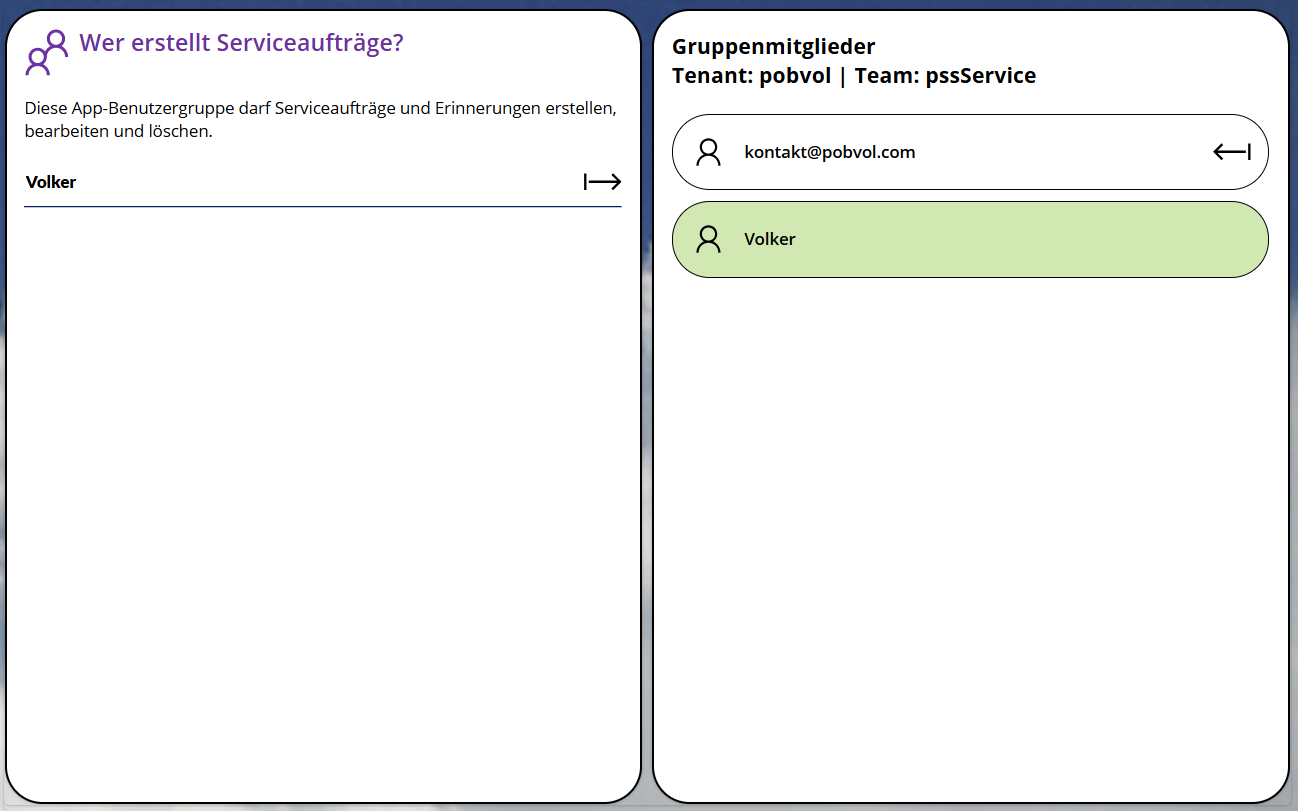 Wer erstellt Serviceaufträge?
Diese App-Benutzergruppe darf Serviceaufträge und Erinnerungen erstellen,
bearbeiten und löschen.
Volker
Gruppenmitglieder
Tenant: pobvol | Team: pssService
kontakt@pobvol.com
Volker